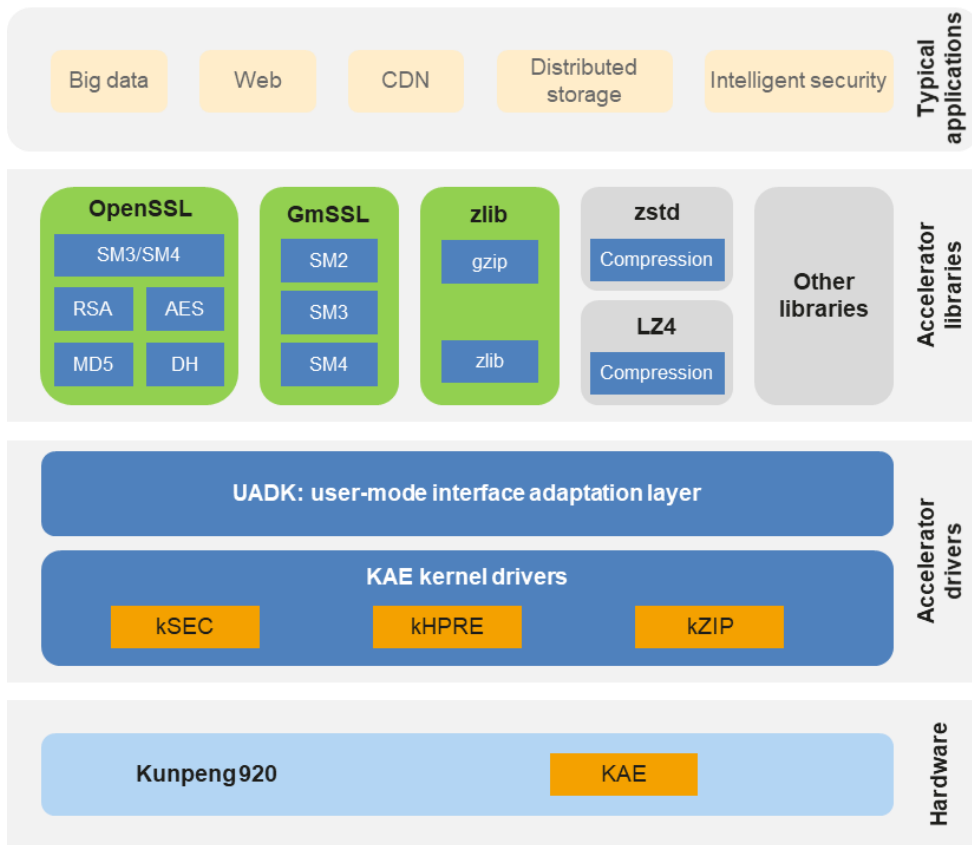 Big data
Web
CDN
Distributed
storage
Intelligent security
Typical
applications
OpenSSL
SM3/SM4
RSA
AES
MD5
DH
GmSSL
SM2
SM3
SM4
zlib
gzip
zlib
zstd
Compression
LZ4
Compression
Other
libraries
Accelerator
libraries
UADK: user-mode interface adaptation layer
KAE kernel drivers
kSEC
kHPRE
kZIP
Accelerator
drivers
Kunpeng 920
KAE
Hardware